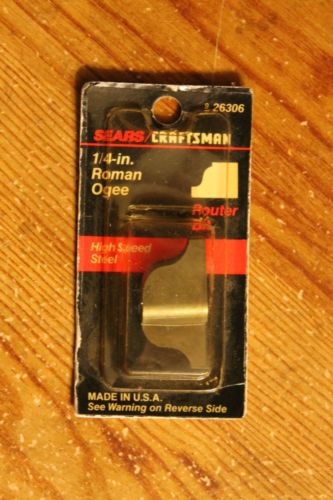 9 26306
SEARS/CRAFTSMAN
1/4-in.
Roman
Ogee
Router
Bit
High Speed
Steel
MADE IN U.S.A.
See Warning on Reverse Side